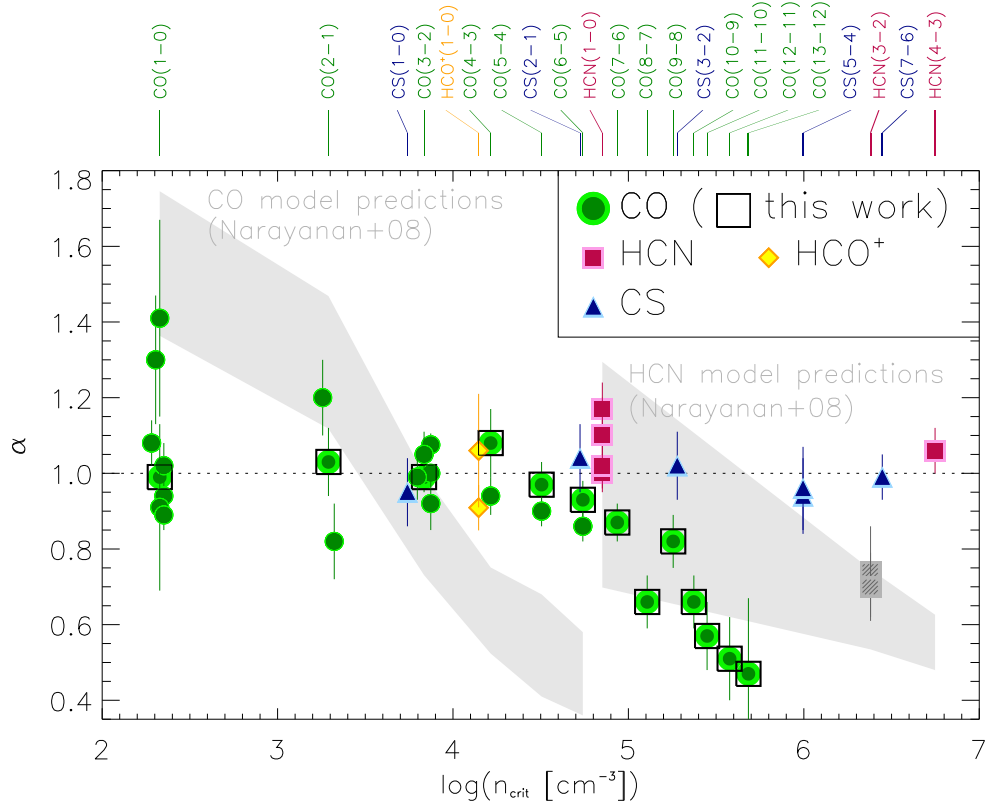 CO(1−0)
CO(2−1)
CS(1−0)
CO(3−2)
HCO⁺(1−0)
CO(4−3)
CO(5−4)
CS(2−1)
CO(6−5)
HCN(1−0)
CO(7−6)
CO(8−7)
CO(9−8)
CS(3−2)
CO(10−9)
CO(11−10)
CO(12−11)
CO(13−12)
CS(5−4)
HCN(3−2)
CS(7−6)
HCN(4−3)
CO model predictions
(Narayanan+08)
CO ( this work)
HCN HCO⁺
CS
HCN model predictions
(Narayanan+08)
1.8
1.6
1.4
1.2
1.0
0.8
0.6
0.4
α
2 3 4 5 6 7
log(n_crit [cm⁻³])